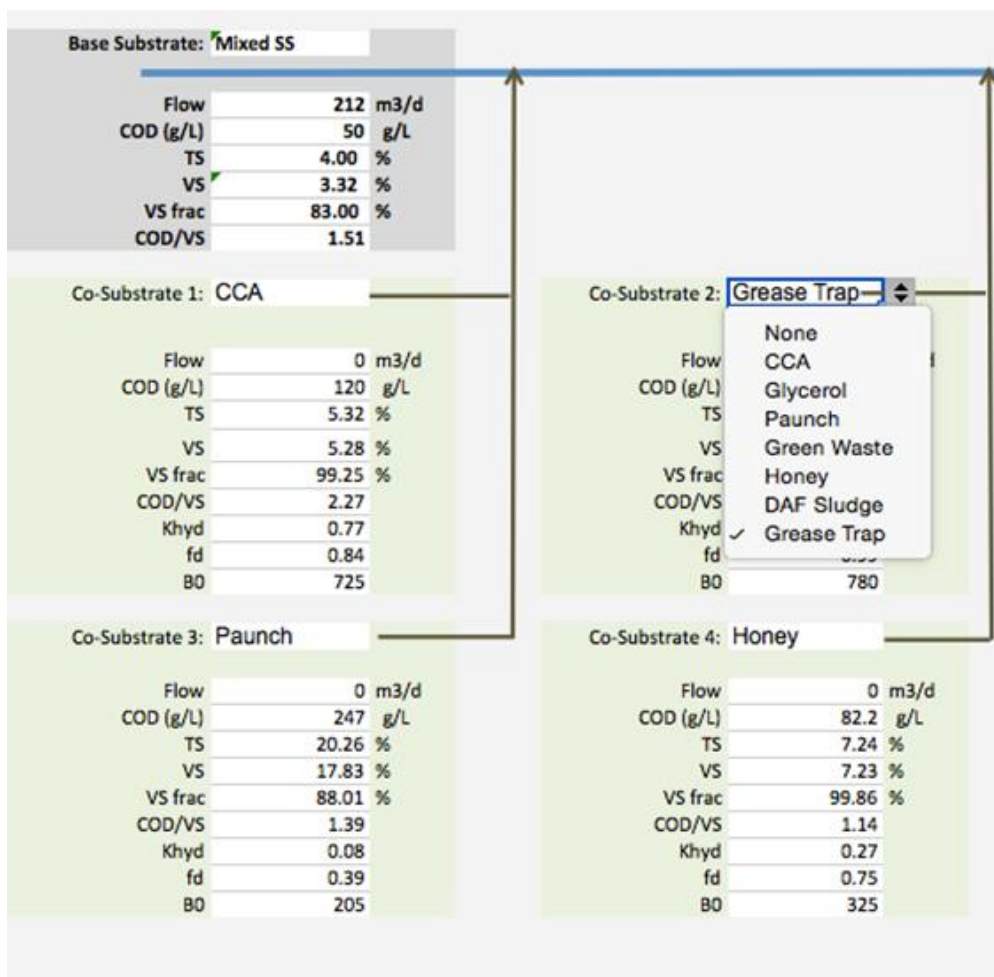 Base Substrate: Mixed SS
Flow 212 m3/d
COD (g/L) 50 g/L
TS 4.00 %
VS 3.32 %
VS frac 83.00 %
COD/VS 1.51
Co-Substrate 1: CCA
Flow 0 m3/d
COD (g/L) 120 g/L
TS 5.32 %
VS 5.28 %
VS frac 99.25 %
COD/VS 2.27
Khyd 0.77
fd 0.84
B0 725
Co-Substrate 2: Grease Trap
Flow
COD (g/L)
TS
VS
VS frac
COD/VS
Khyd
fd
B0 780
None
CCA
Glycerol
Paunch
Green Waste
Honey
DAF Sludge
✓ Grease Trap
Co-Substrate 3: Paunch
Flow 0 m3/d
COD (g/L) 247 g/L
TS 20.26 %
VS 17.83 %
VS frac 88.01 %
COD/VS 1.39
Khyd 0.08
fd 0.39
B0 205
Co-Substrate 4: Honey
Flow 0 m3/d
COD (g/L) 82.2 g/L
TS 7.24 %
VS 7.23 %
VS frac 99.86 %
COD/VS 1.14
Khyd 0.27
fd 0.75
B0 325